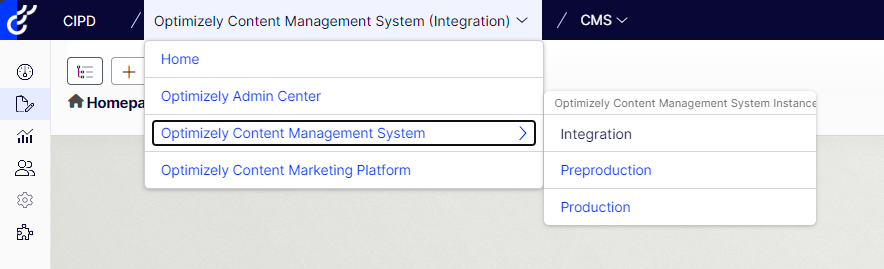 CIPD / Optimizely Content Management System (Integration) / CMS
Home
Optimizely Admin Center
Optimizely Content Management System
Optimizely Content Marketing Platform
Homepa
Optimizely Content Management System Instance
Integration
Preproduction
Production